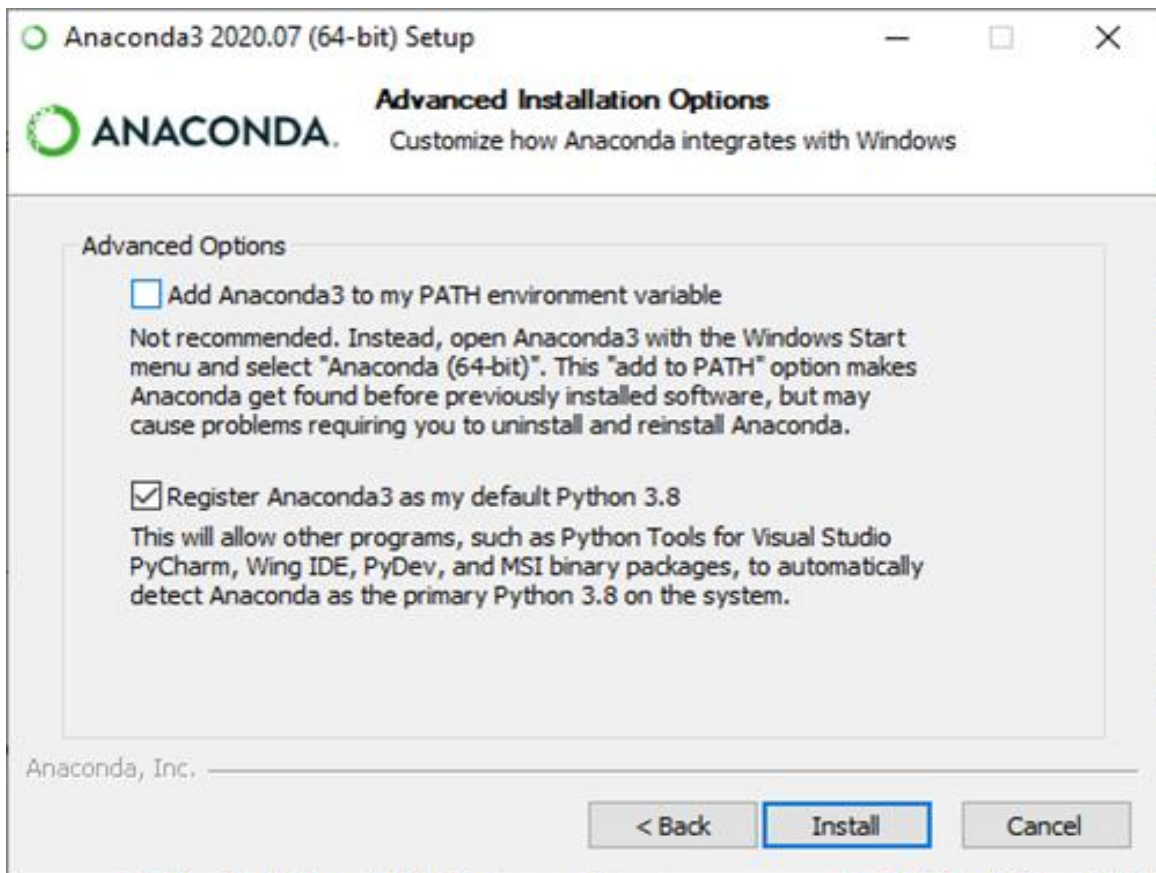 Anaconda3 2020.07 (64-bit) Setup
ANACONDA.
Advanced Installation Options
Customize how Anaconda integrates with Windows
Advanced Options
Add Anaconda3 to my PATH environment variable
Not recommended. Instead, open Anaconda3 with the Windows Start
menu and select "Anaconda (64-bit)". This "add to PATH" option makes
Anaconda get found before previously installed software, but may
cause problems requiring you to uninstall and reinstall Anaconda.
Register Anaconda3 as my default Python 3.8
This will allow other programs, such as Python Tools for Visual Studio
PyCharm, Wing IDE, PyDev, and MSI binary packages, to automatically
detect Anaconda as the primary Python 3.8 on the system.
Anaconda, Inc.
< Back
Install
Cancel